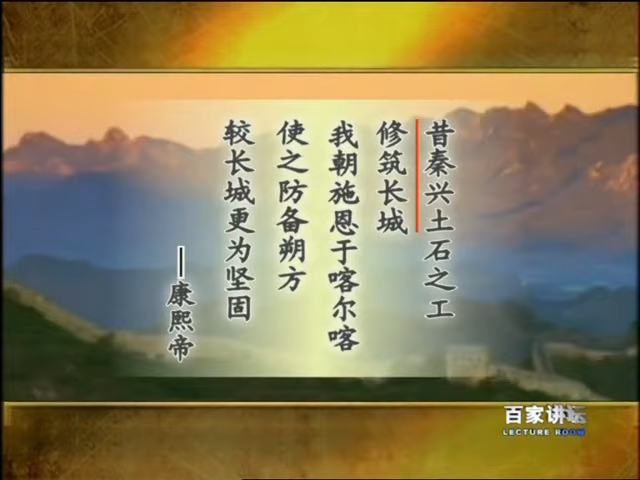 昔秦兴土石之工
修筑长城
我朝施恩于喀尔喀
使之防备朔方
较长城更为坚固
—康熙帝
百家讲坛
LECTURE ROOM